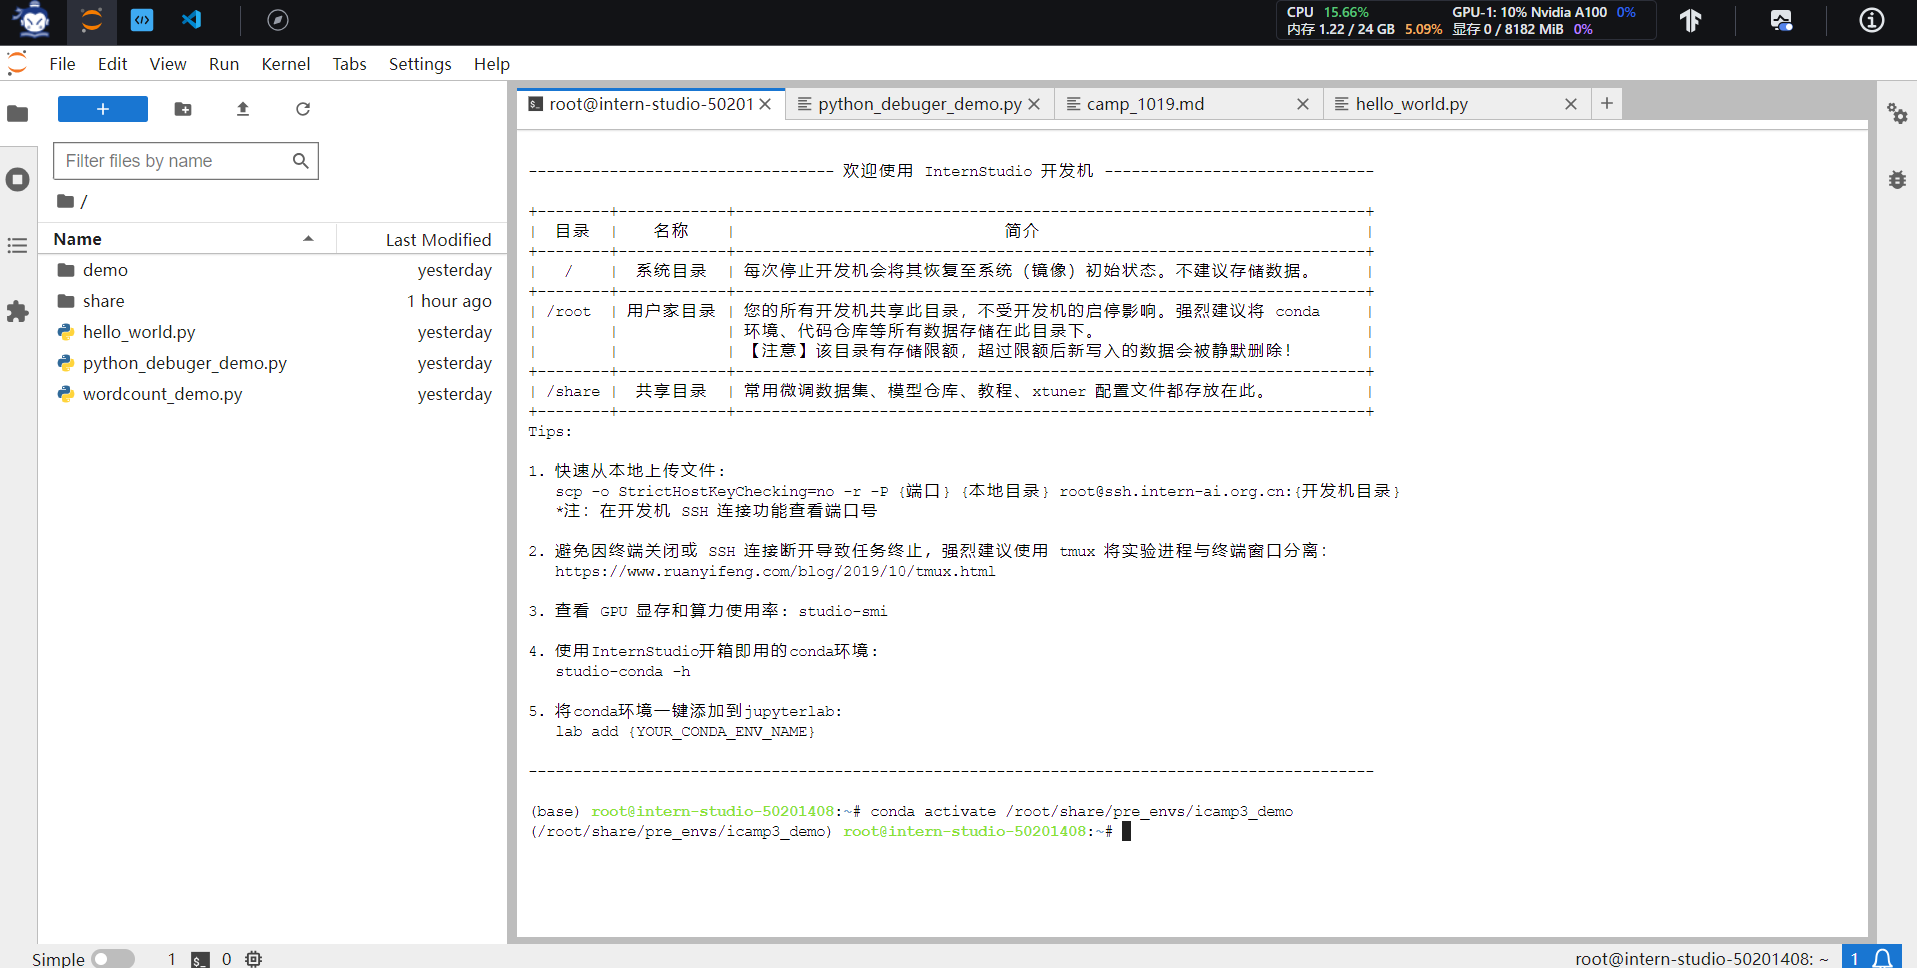 CPU 15.66% GPU-1: 10% Nvidia A100 0%
内存 1.22 / 24 GB 5.09% 显存 0 / 8182 MiB 0%
File Edit View Run Kernel Tabs Settings Help
+
Filter files by name
/
Name Last Modified
demo yesterday
share 1 hour ago
hello_world.py yesterday
python_debuger_demo.py yesterday
wordcount_demo.py yesterday
root@intern-studio-50201 python_debuger_demo.py camp_1019.md hello_world.py +
---------------------------------- 欢迎使用 InternStudio 开发机 ------------------------------
+--------+------------+----------------------------------------------------------------------+
| 目录 | 名称 | 简介 |
+--------+------------+----------------------------------------------------------------------+
| / | 系统目录 | 每次停止开发机会将其恢复至系统（镜像）初始状态。不建议存储数据。 |
+--------+------------+----------------------------------------------------------------------+
| /root | 用户家目录 | 您的所有开发机共享此目录，不受开发机的启停影响。强烈建议将 conda
| | | 环境、代码仓库等所有数据存储在此目录下。 |
| | | 【注意】该目录有存储限额，超过限额后新写入的数据会被静默删除！ |
+--------+------------+----------------------------------------------------------------------+
| /share | 共享目录 | 常用微调数据集、模型仓库、教程、xtuner 配置文件都存放在此。 |
+--------+------------+----------------------------------------------------------------------+
Tips:
1. 快速从本地上传文件：
scp -o StrictHostKeyChecking=no -r -P {端口} {本地目录} root@ssh.intern-ai.org.cn:{开发机目录}
*注：在开发机 SSH 连接功能查看端口号
2. 避免因终端关闭或 SSH 连接断开导致任务终止，强烈建议使用 tmux 将实验进程与终端窗口分离：
https://www.ruanyifeng.com/blog/2019/10/tmux.html
3. 查看 GPU 显存和算力使用率：studio-smi
4. 使用InternStudio开箱即用的conda环境：
studio-conda -h
5. 将conda环境一键添加到jupyterlab:
lab add {YOUR_CONDA_ENV_NAME}
----------------------------------------------------------------------------------------------
(base) root@intern-studio-50201408:~# conda activate /root/share/pre_envs/icamp3_demo
(/root/share/pre_envs/icamp3_demo) root@intern-studio-50201408:~#
Simple 1 $_ 0 root@intern-studio-50201408: ~ 1